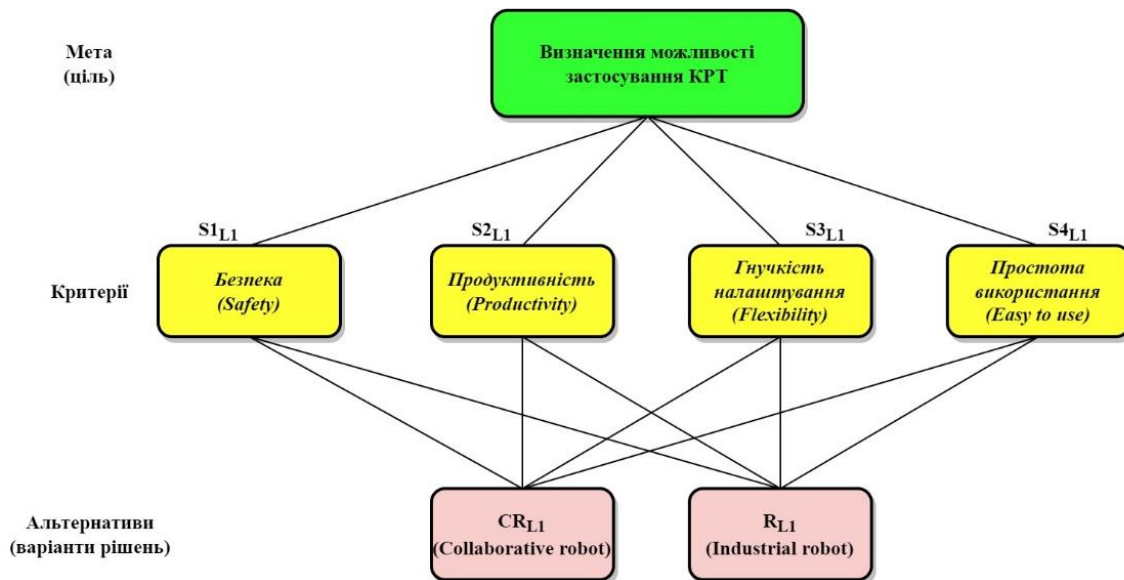 Мета
(ціль)
Визначення можливості
застосування КРТ
S1L1
S2L1
S3L1
S4L1
Критерії
Безпека
(Safety)
Продуктивність
(Productivity)
Гнучкість
налаштування
(Flexibility)
Простота
використання
(Easy to use)
Альтернативи
(варіанти рішень)
CRL1
(Collaborative robot)
RL1
(Industrial robot)